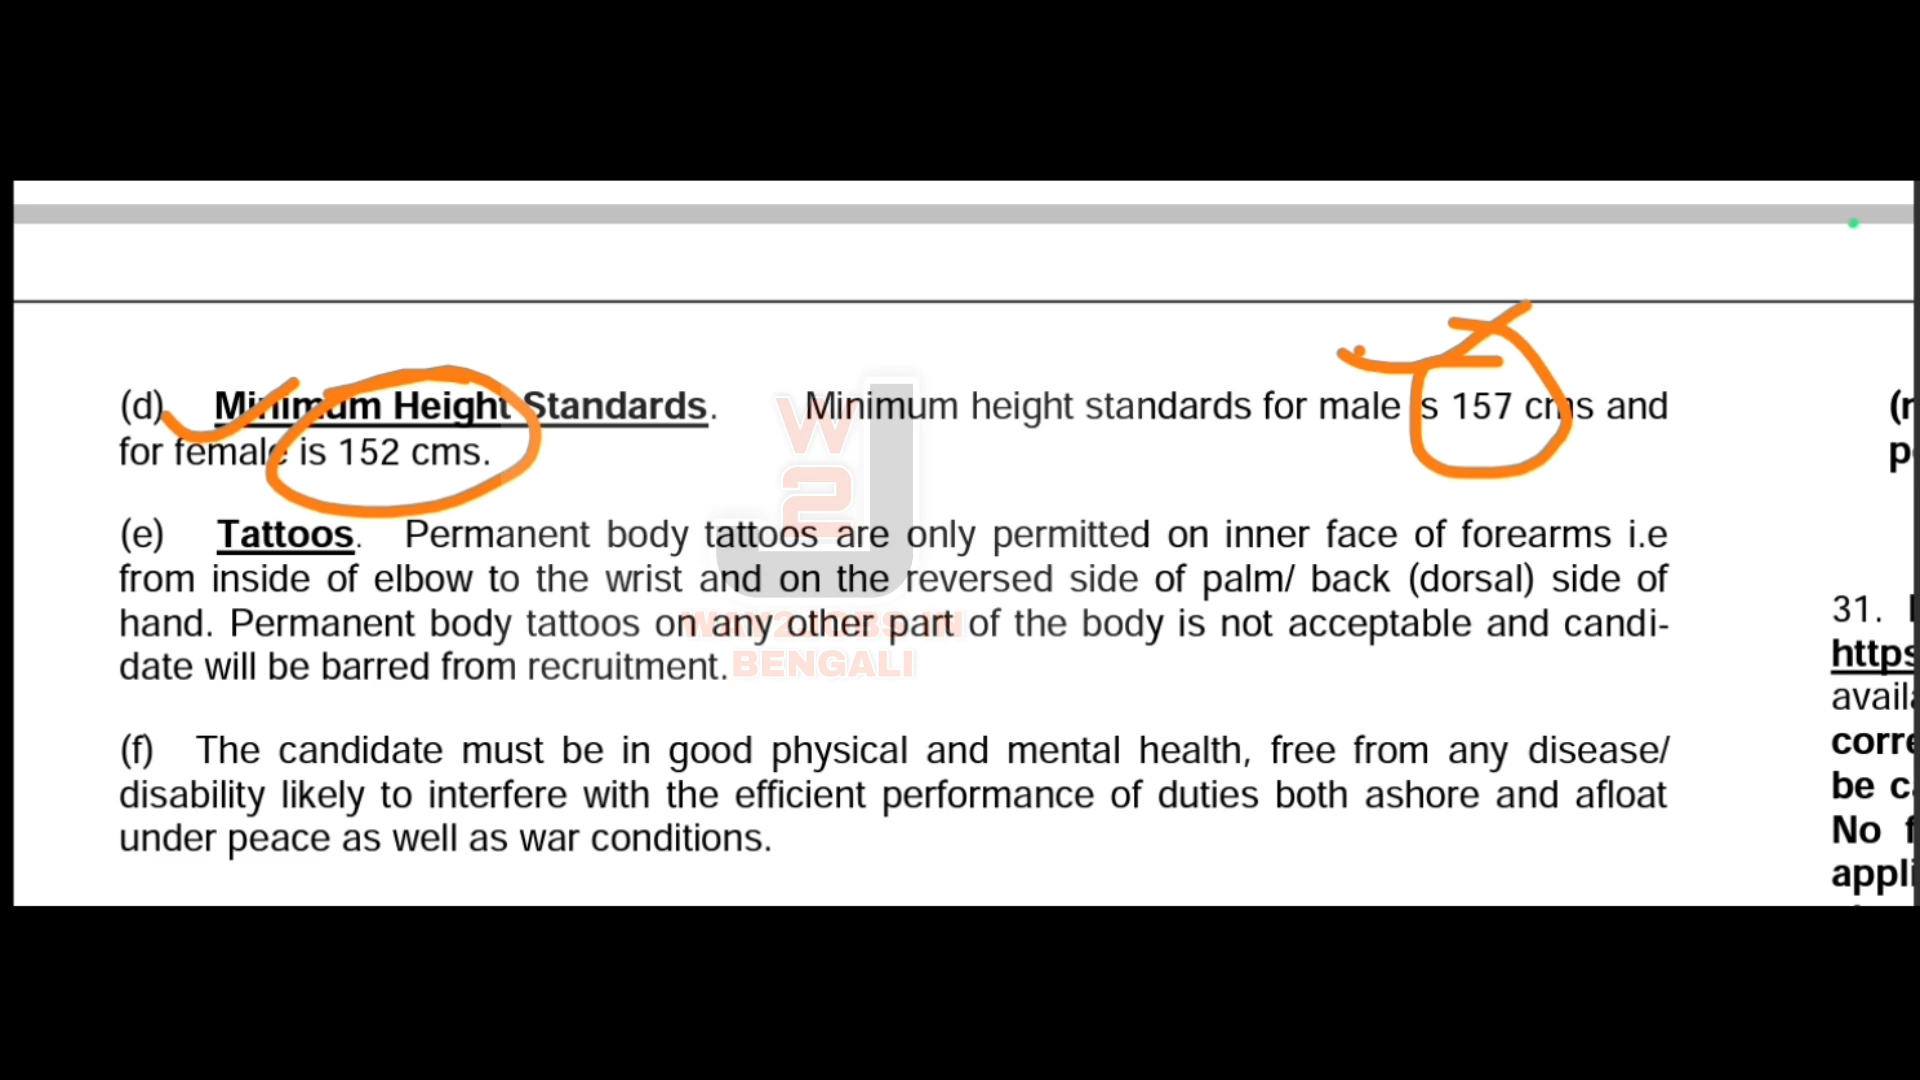 (d) Minimum Height Standards. Minimum height standards for male is 157 cms and
for female is 152 cms.
(e) Tattoos. Permanent body tattoos are only permitted on inner face of forearms i.e
from inside of elbow to the wrist and on the reversed side of palm/ back (dorsal) side of
hand. Permanent body tattoos on any other part of the body is not acceptable and candi-
date will be barred from recruitment.
(f) The candidate must be in good physical and mental health, free from any disease/
disability likely to interfere with the efficient performance of duties both ashore and afloat
under peace as well as war conditions.
31.
https
be
No
W
2
J
WAY2JOBS.IN
BENGALI